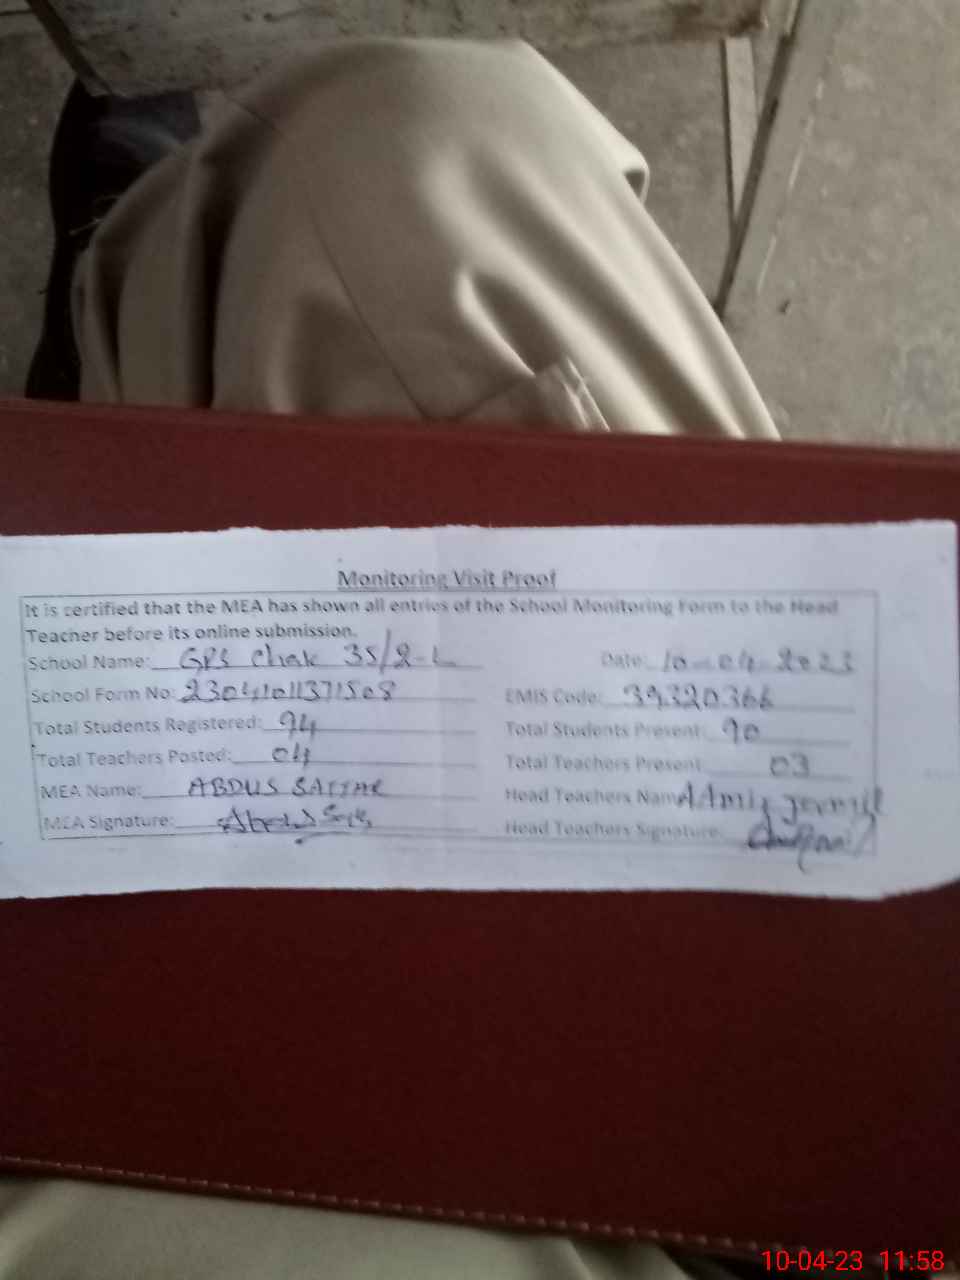 Monitoring Visit Proof
It is certified that the MEA has shown all entries of the School Monitoring Form to the Head
Teacher before its online submission.
School Name: GPS Chak 35/2-L Date: 10-04-2023
School Form No: 23041011371508 EMIS Code: 39320366
Total Students Registered: 94 Total Students Present: 90
Total Teachers Posted: 04 Total Teachers Present: 03
MEA Name: ABDUS SATTAR Head Teachers Name:
MEA Signature: Head Teachers Signature:
10-04-23 11:58